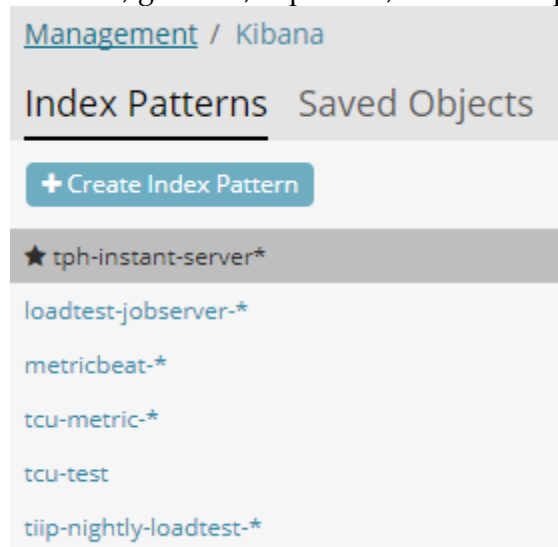 Management / Kibana
Index Patterns Saved Objects
+ Create Index Pattern
★ tph-instant-server*
loadtest-jobserver-*
metricbeat-*
tcu-metric-*
tcu-test
tiip-nightly-loadtest-*